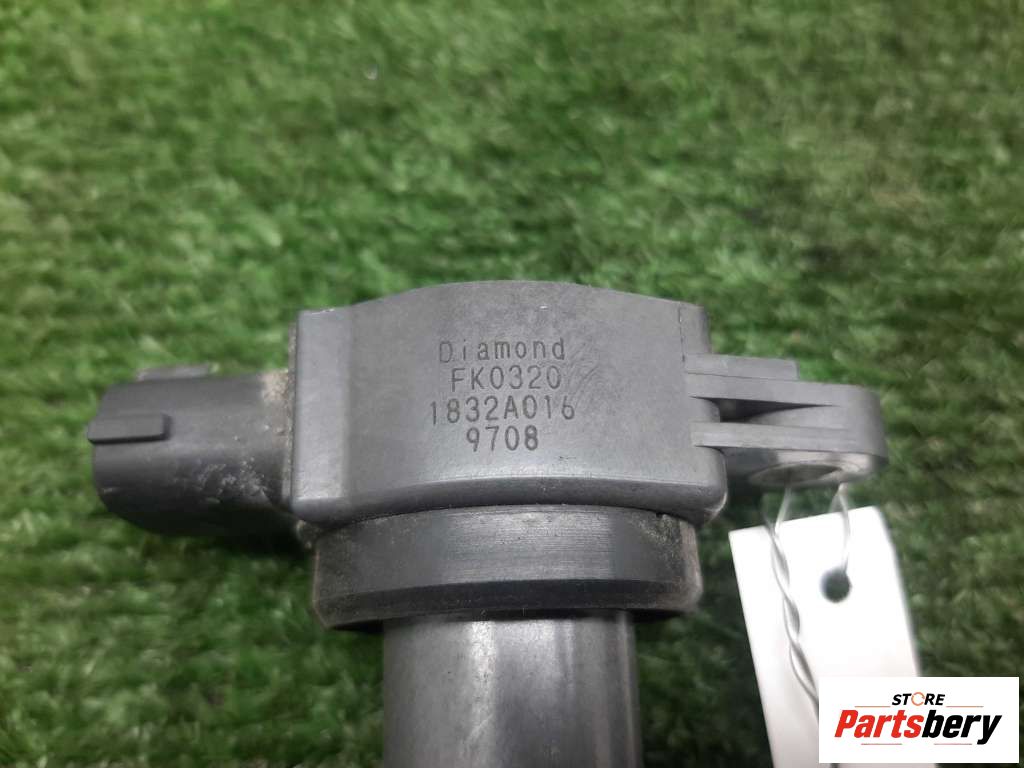 Diamond
FK0320
1832A016
9708
STORE
Partsbery